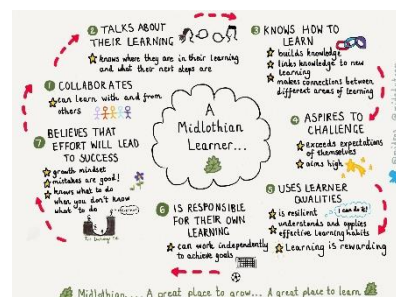 A
Midlothian
Learner...
1 COLLABORATES
can learn with and from
others
2 TALKS ABOUT
THEIR LEARNING
knows where they are in their learning
and what their next steps are
3 KNOWS HOW TO
LEARN
builds knowledge
links knowledge to new
learning
makes connections between
different areas of learning
4 ASPIRES TO
CHALLENGE
exceeds expectations
of themselves
aims high
5 USES LEARNER
QUALITIES
is resilient
I can do it!
understands and applies
effective learning habits
Learning is rewarding
6 IS RESPONSIBLE
FOR THEIR OWN
LEARNING
can work independently
to achieve goals
7
BELIEVES THAT
EFFORT WILL LEAD
TO SUCCESS
growth mindset
mistakes are good!
knows what to do
when you don't know
what to do
Midlothian.... A great place to grow... A great place to learn